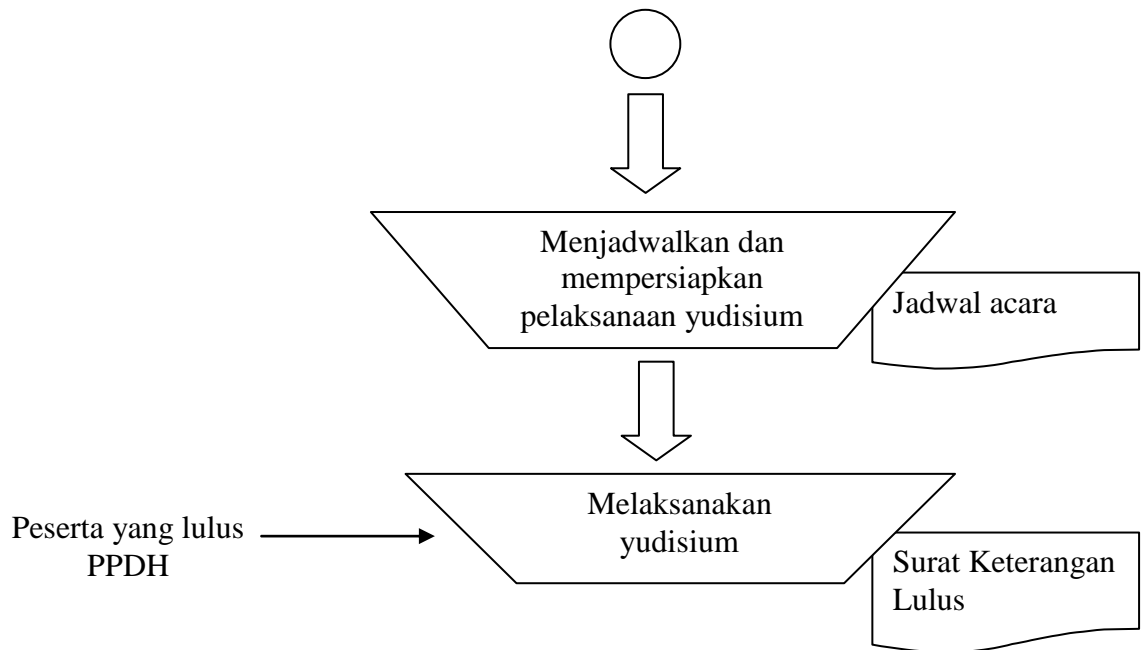 Menjadwalkan dan
mempersiapkan
pelaksanaan yudisium
Jadwal acara
Melaksanakan
yudisium
Peserta yang lulus
PPDH
Surat Keterangan
Lulus